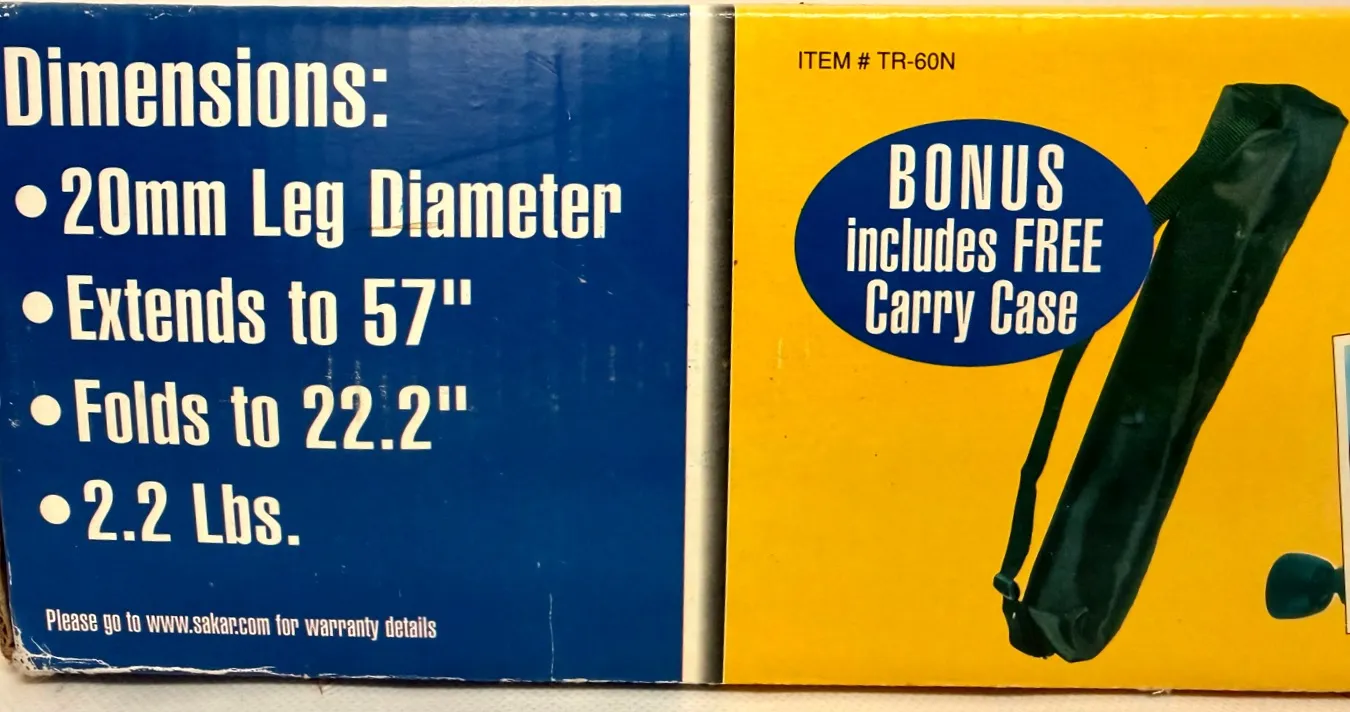 Dimensions:
•20mm Leg Diameter
•Extends to 57"
•Folds to 22.2"
•2.2 Lbs.
Please go to www.sakar.com for warranty details
ITEM # TR-60N
BONUS
includes FREE
Carry Case